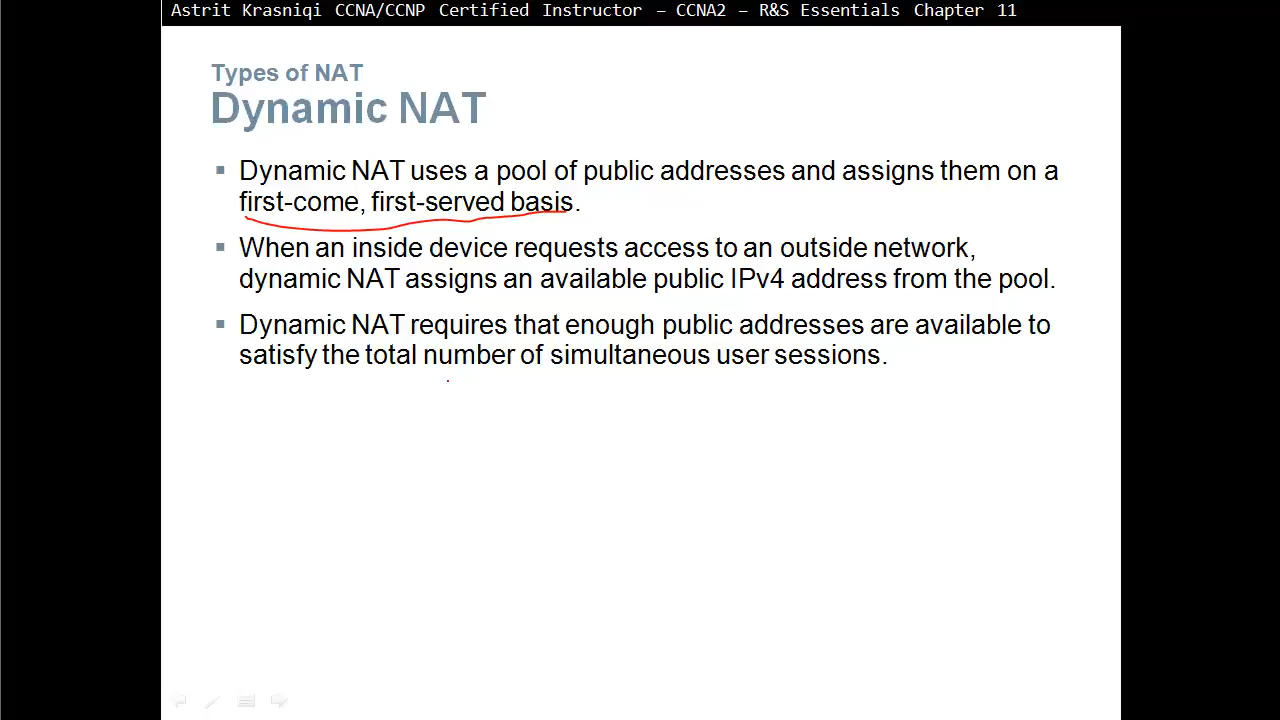 Astrit Krasniqi CCNA/CCNP Certified Instructor – CCNA2 – R&S Essentials Chapter 11
Types of NAT
Dynamic NAT
▪ Dynamic NAT uses a pool of public addresses and assigns them on a
first-come, first-served basis.
▪ When an inside device requests access to an outside network,
dynamic NAT assigns an available public IPv4 address from the pool.
▪ Dynamic NAT requires that enough public addresses are available to
satisfy the total number of simultaneous user sessions.